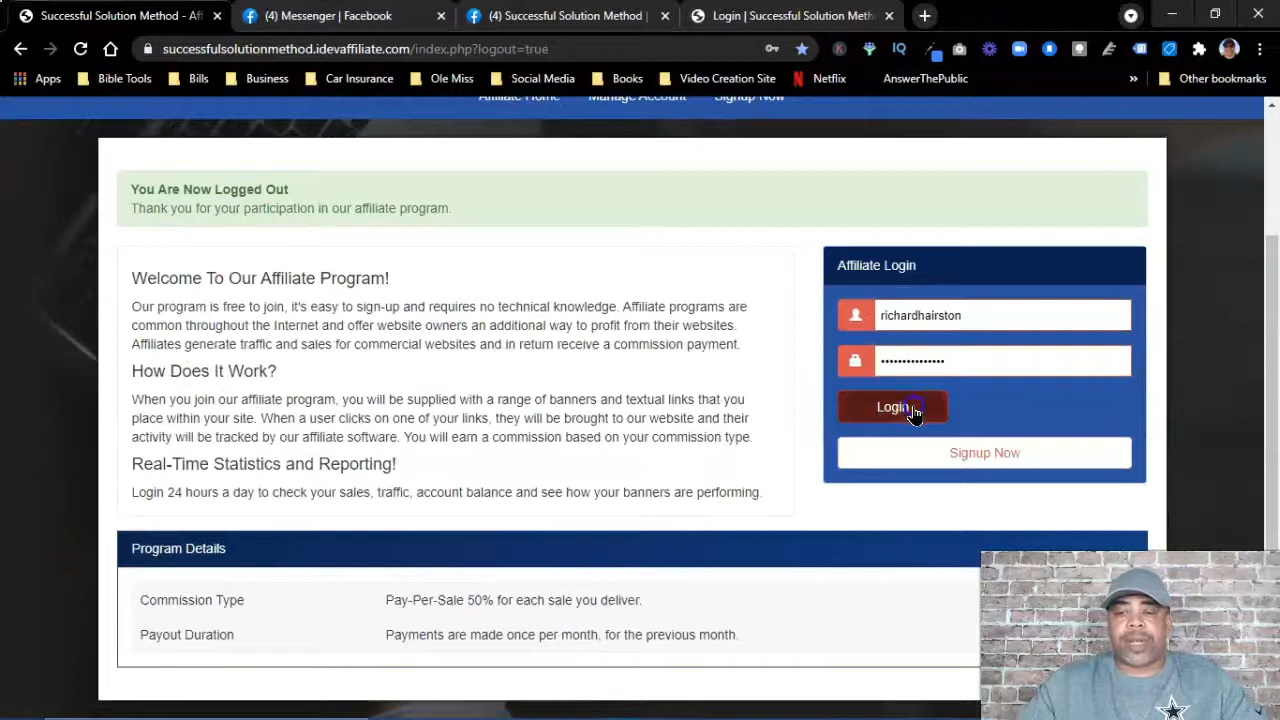 Successful Solution Method - Aff
(4) Messenger | Facebook
(4) Successful Solution Method |
Login | Successful Solution Meth
successfulsolutionmethod.idevaffiliate.com/index.php?logout=true
Apps
Bible Tools
Bills
Business
Car Insurance
Ole Miss
Social Media
Books
Video Creation Site
Netflix
AnswerThePublic
Other bookmarks
Affiliate Home
Manage Account
Signup Now
You Are Now Logged Out
Thank you for your participation in our affiliate program.
Welcome To Our Affiliate Program!
Our program is free to join, it's easy to sign-up and requires no technical knowledge. Affiliate programs are
common throughout the Internet and offer website owners an additional way to profit from their websites.
Affiliates generate traffic and sales for commercial websites and in return receive a commission payment.
How Does It Work?
When you join our affiliate program, you will be supplied with a range of banners and textual links that you
place within your site. When a user clicks on one of your links, they will be brought to our website and their
activity will be tracked by our affiliate software. You will earn a commission based on your commission type.
Real-Time Statistics and Reporting!
Login 24 hours a day to check your sales, traffic, account balance and see how your banners are performing.
Affiliate Login
richardhairston
•••••••••••••••
Login
Signup Now
Program Details
Commission Type
Pay-Per-Sale 50% for each sale you deliver.
Payout Duration
Payments are made once per month, for the previous month.